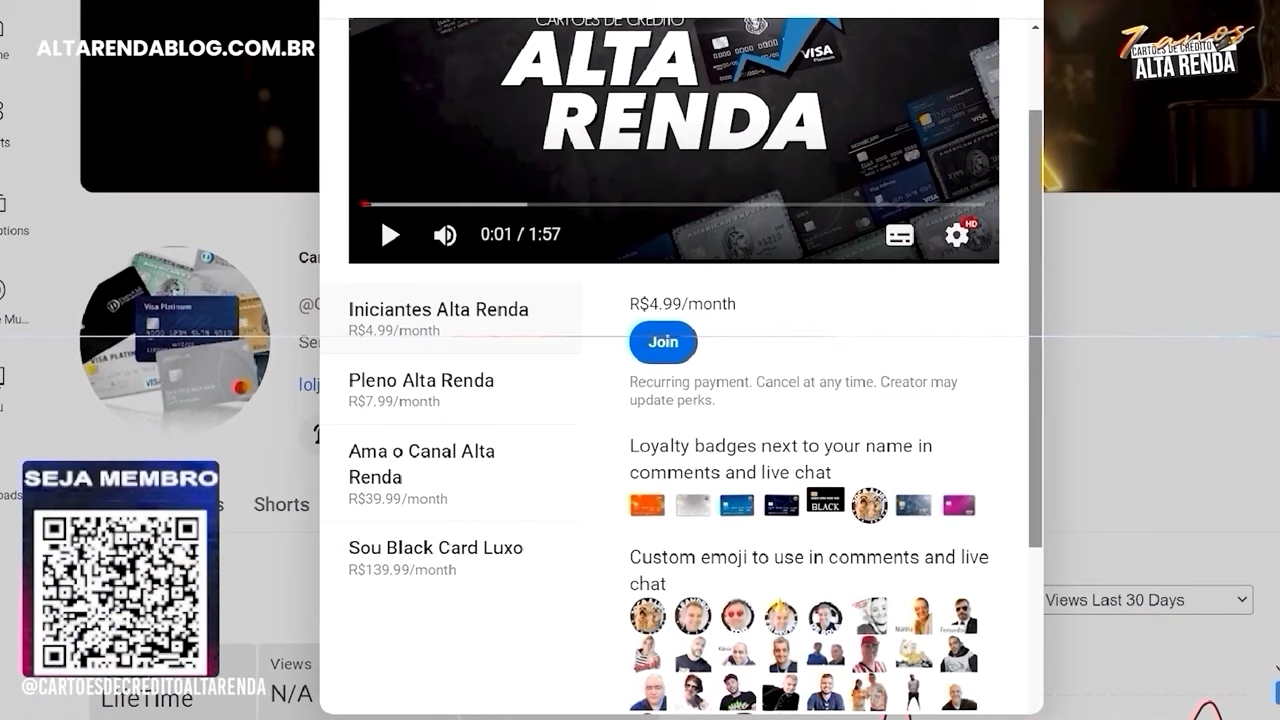 ALTARENDABLOG.COM.BR
CARTÕES DE CRÉDITO
ALTA
RENDA
VISA
Platinum
7 anos
CARTÕES DE CRÉDITO
ALTA RENDA
0:01 / 1:57
HD
Iniciantes Alta Renda
R$4.99/month
Pleno Alta Renda
R$7.99/month
Ama o Canal Alta
Renda
R$39.99/month
Sou Black Card Luxo
R$139.99/month
R$4.99/month
Join
Recurring payment. Cancel at any time. Creator may
update perks.
Loyalty badges next to your name in
comments and live chat
BLACK
Custom emoji to use in comments and live
chat
Visa Platinum
SEJA MEMBRO
@CARTOESDECREDITOALTARENDA
Shorts
Views
N/A
LifeTime
Views Last 30 Days